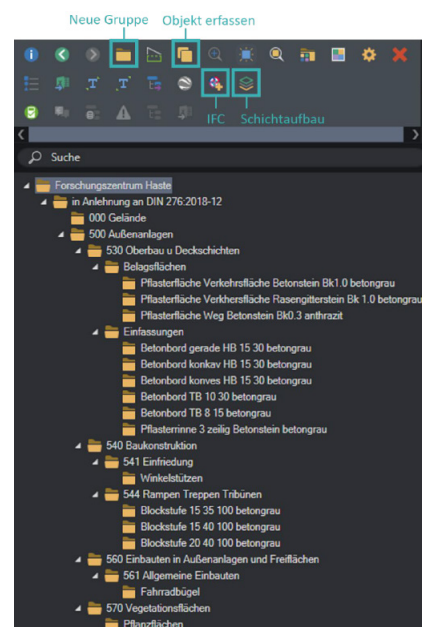 Neue Gruppe Objekt erfassen
IFC Schichtaufbau
Suche
Forschungszentrum Haste
in Anlehnung an DIN 276:2018-12
000 Gelände
500 Außenanlagen
530 Oberbau u Deckschichten
Belagsflächen
Pflasterfläche Verkehrsfläche Betonstein Bk1.0 betongrau
Pflasterfläche Verkhersfläche Rasengitterstein Bk 1.0 betongrau
Pflasterfläche Weg Betonstein Bk0.3 anthrazit
Einfassungen
Betonbord gerade HB 15 30 betongrau
Betonbord konkav HB 15 30 betongrau
Betonbord konves HB 15 30 betongrau
Betonbord TB 10 30 betongrau
Betonbord TB 8 15 betongrau
Pflasterrinne 3 zeilig Betonstein betongrau
540 Baukonstruktion
541 Einfriedung
Winkelstützen
544 Rampen Treppen Tribünen
Blockstufe 15 35 100 betongrau
Blockstufe 15 40 100 betongrau
Blockstufe 20 40 100 betongrau
560 Einbauten in Außenanlagen und Freiflächen
561 Allgemeine Einbauten
Fahrradbügel
570 Vegetationsflächen
Pflanzflächen